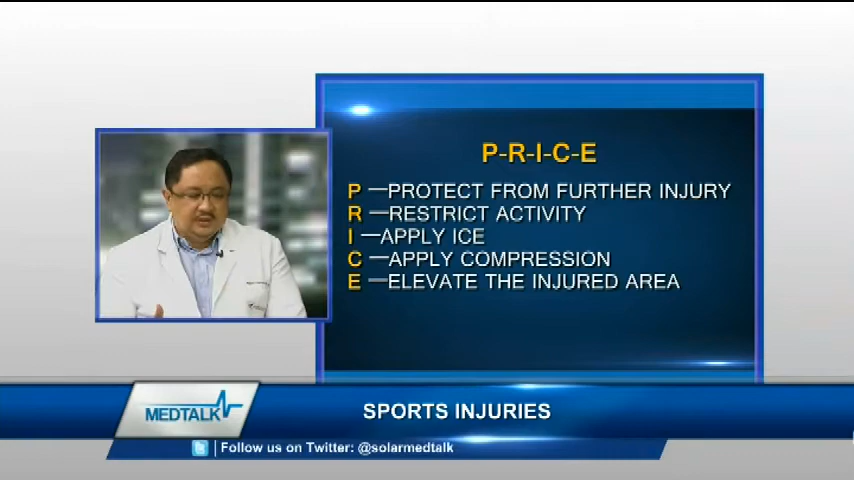 P-R-I-C-E
P — PROTECT FROM FURTHER INJURY
R — RESTRICT ACTIVITY
I — APPLY ICE
C — APPLY COMPRESSION
E — ELEVATE THE INJURED AREA
MEDTALK
SPORTS INJURIES
Follow us on Twitter: @solarmedtalk